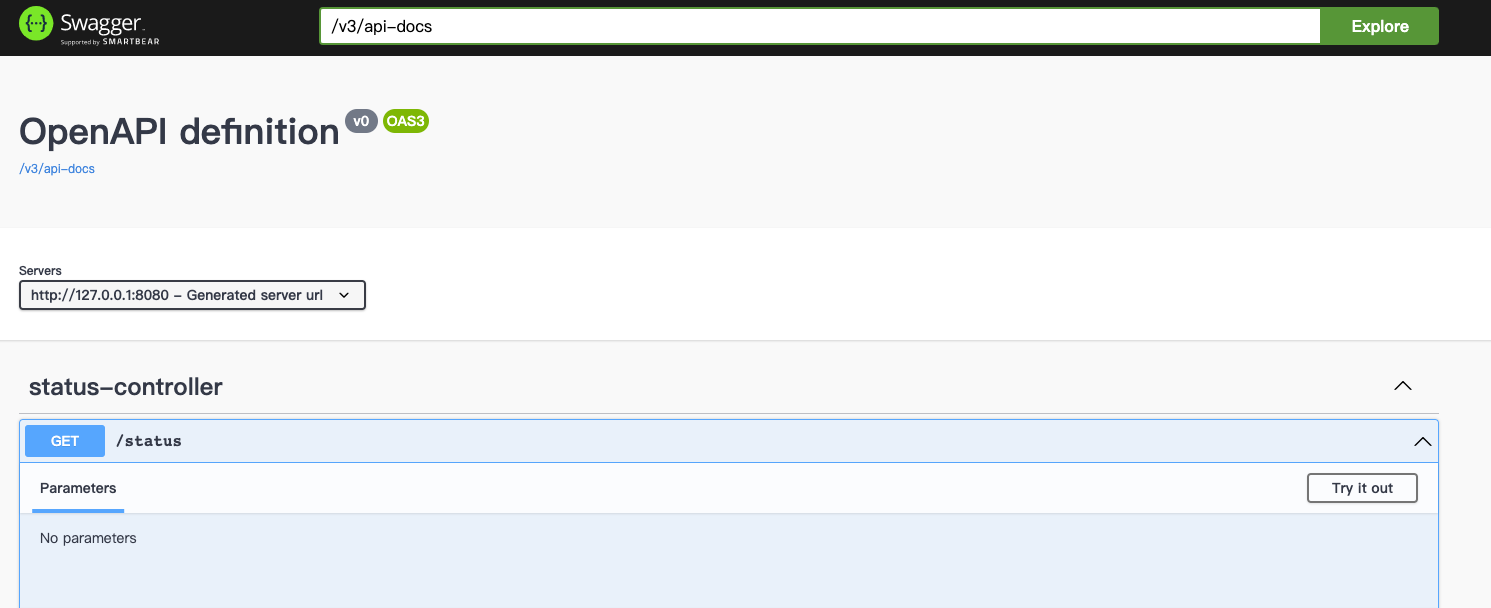 Swagger
Supported by SMARTBEAR
/v3/api-docs
Explore
OpenAPI definition v0 OAS3
/v3/api-docs
Servers
http://127.0.0.1:8080 - Generated server url
status-controller
GET /status
Parameters
Try it out
No parameters